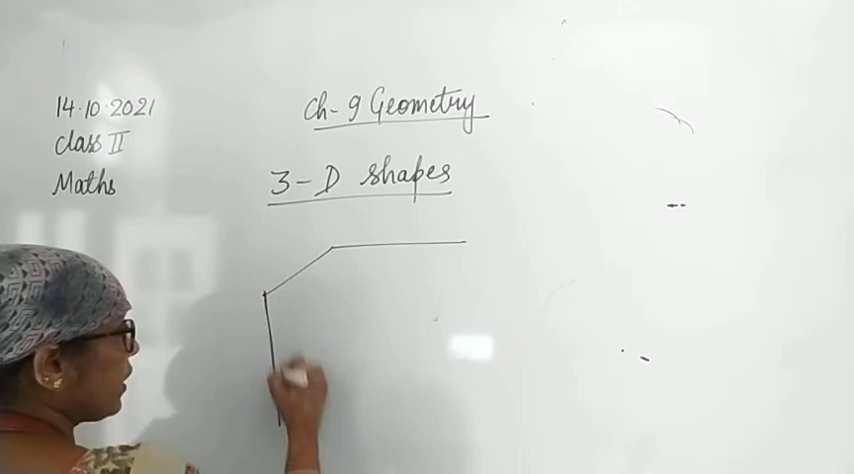 14.10.2021
Class II
Maths
Ch-9 Geometry
3-D shapes